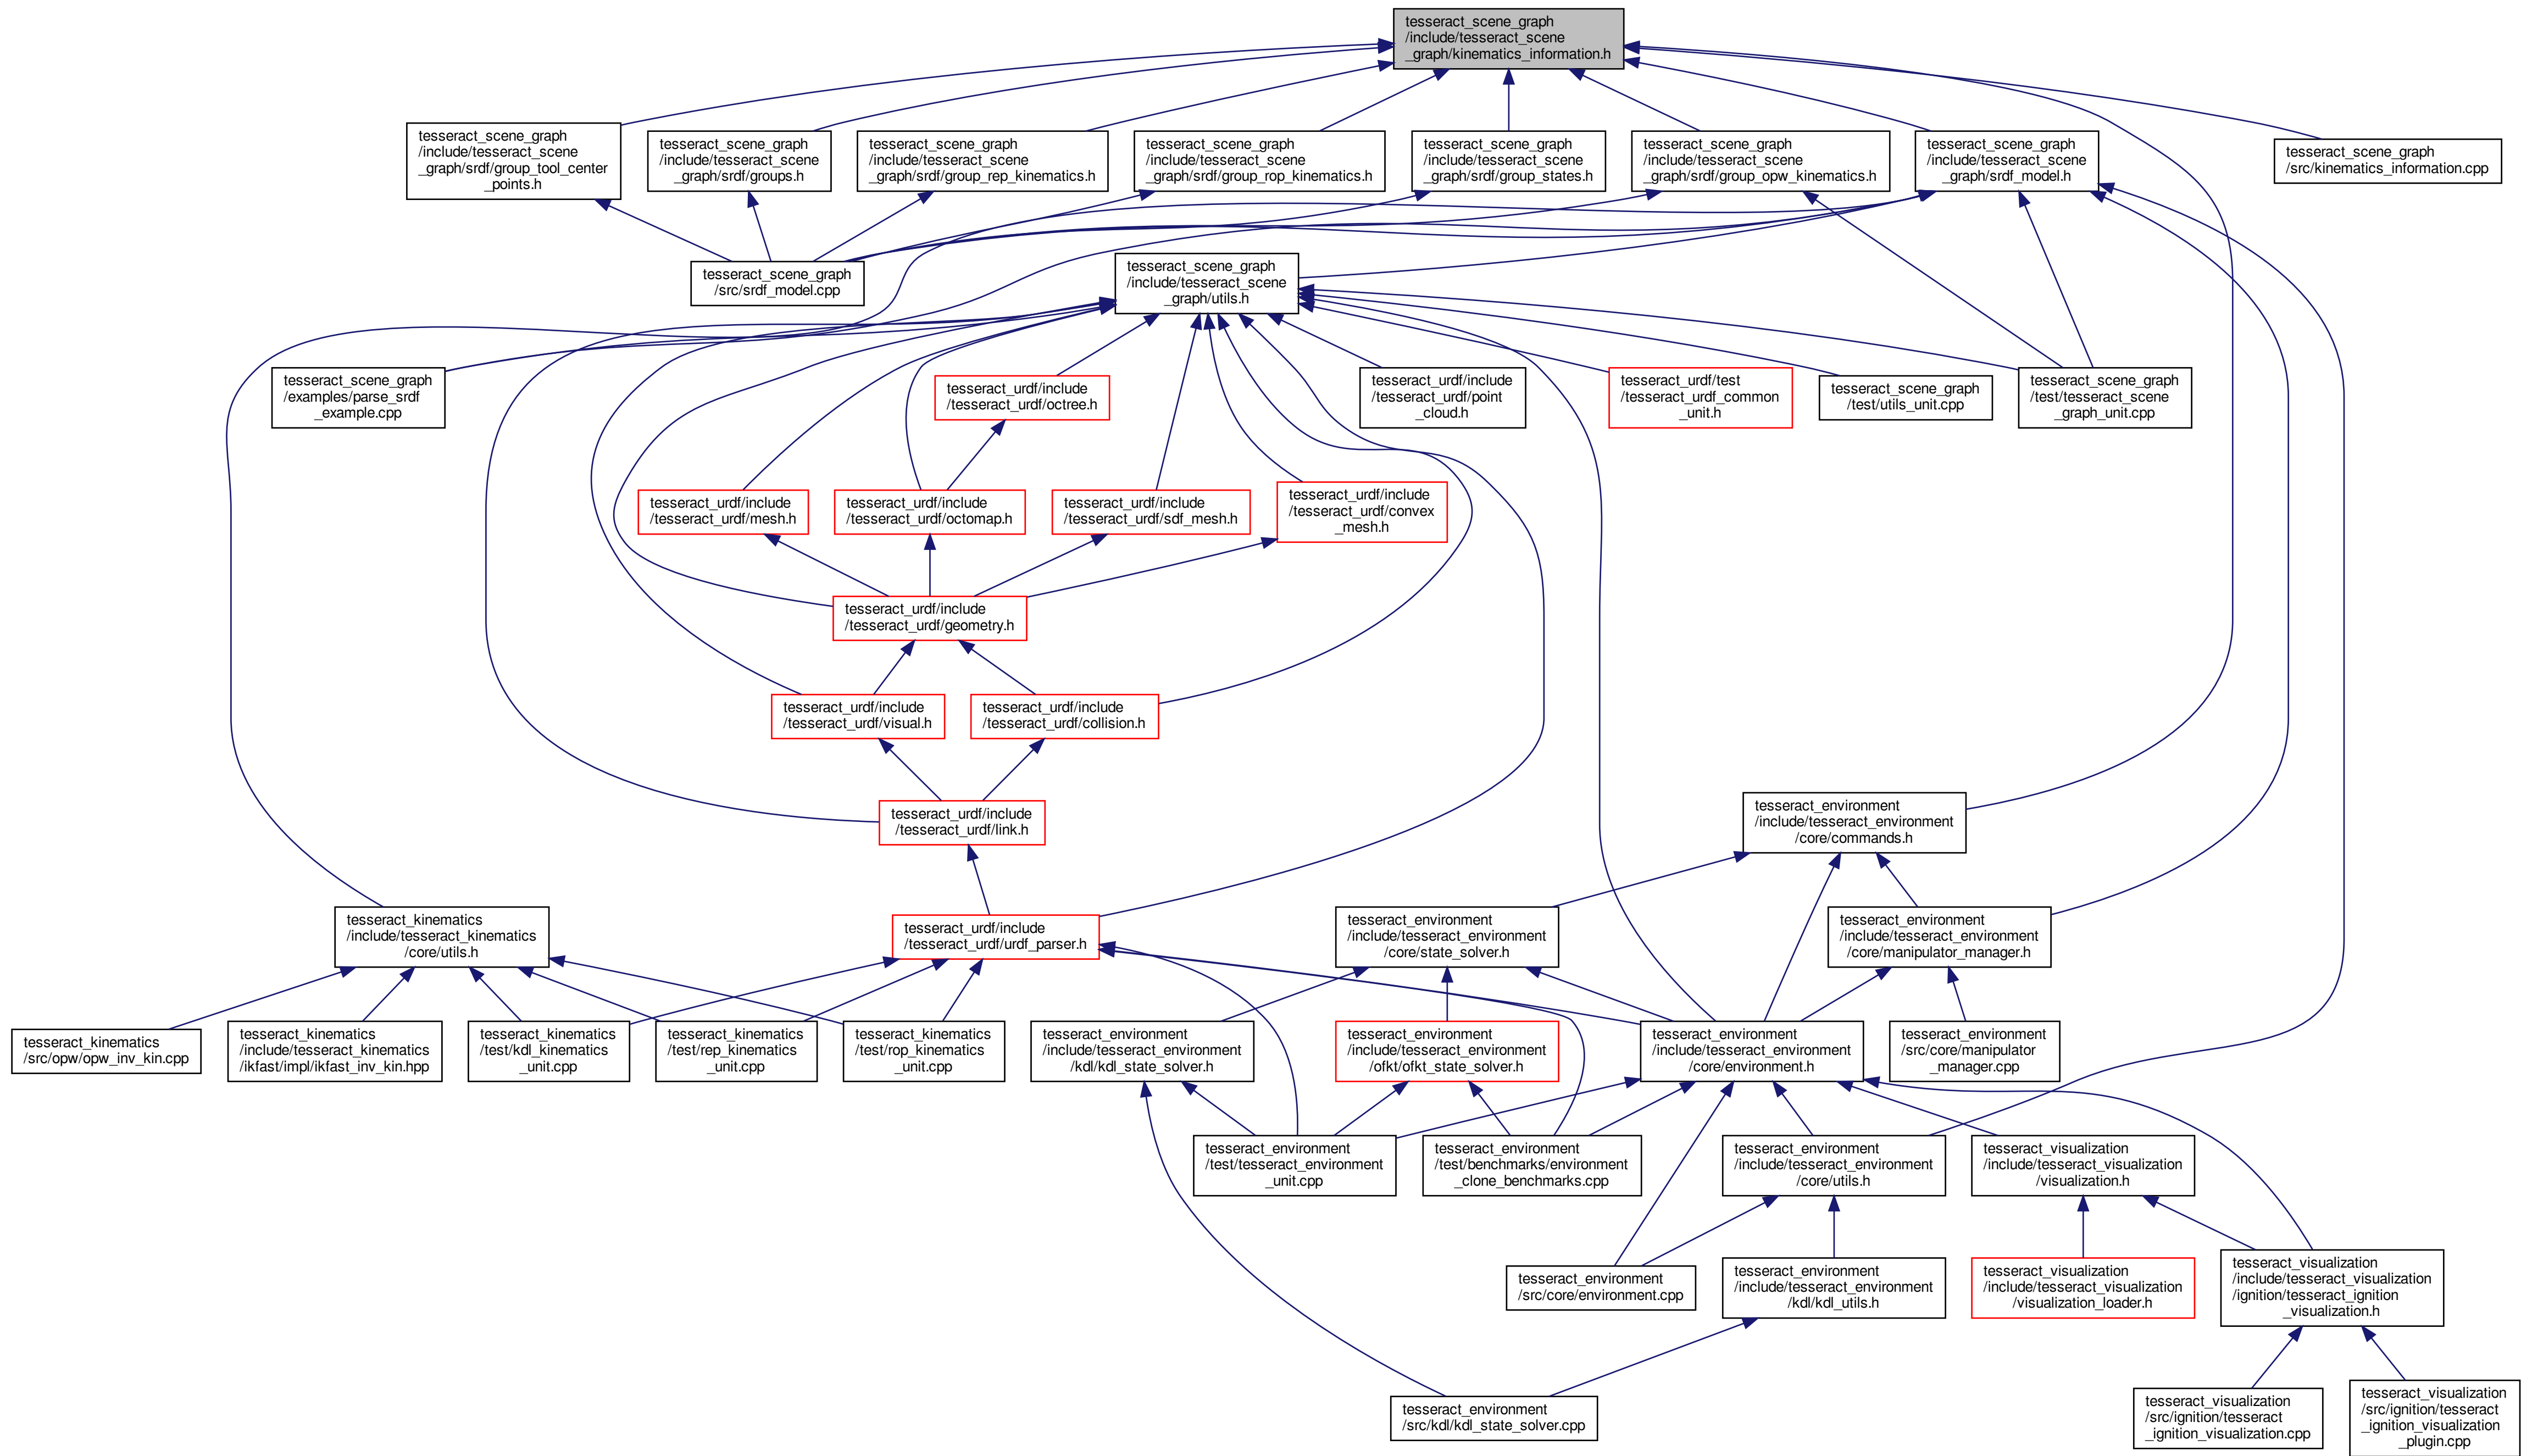 tesseract_scene_graph
/include/tesseract_scene
_graph/kinematics_information.h
tesseract_scene_graph
/include/tesseract_scene
_graph/srdf/group_tool_center
_points.h
tesseract_scene_graph
/include/tesseract_scene
_graph/srdf/groups.h
tesseract_scene_graph
/include/tesseract_scene
_graph/srdf/group_rep_kinematics.h
tesseract_scene_graph
/include/tesseract_scene
_graph/srdf/group_rop_kinematics.h
tesseract_scene_graph
/include/tesseract_scene
_graph/srdf/group_states.h
tesseract_scene_graph
/include/tesseract_scene
_graph/srdf/group_opw_kinematics.h
tesseract_scene_graph
/include/tesseract_scene
_graph/srdf_model.h
tesseract_scene_graph
/src/kinematics_information.cpp
tesseract_scene_graph
/src/srdf_model.cpp
tesseract_scene_graph
/include/tesseract_scene
_graph/utils.h
tesseract_scene_graph
/examples/parse_srdf
_example.cpp
tesseract_urdf/include
/tesseract_urdf/octree.h
tesseract_urdf/include
/tesseract_urdf/point
_cloud.h
tesseract_urdf/test
/tesseract_urdf_common
_unit.h
tesseract_scene_graph
/test/utils_unit.cpp
tesseract_scene_graph
/test/tesseract_scene
_graph_unit.cpp
tesseract_urdf/include
/tesseract_urdf/mesh.h
tesseract_urdf/include
/tesseract_urdf/octomap.h
tesseract_urdf/include
/tesseract_urdf/sdf_mesh.h
tesseract_urdf/include
/tesseract_urdf/convex
_mesh.h
tesseract_urdf/include
/tesseract_urdf/geometry.h
tesseract_urdf/include
/tesseract_urdf/visual.h
tesseract_urdf/include
/tesseract_urdf/collision.h
tesseract_urdf/include
/tesseract_urdf/link.h
tesseract_environment
/include/tesseract_environment
/core/commands.h
tesseract_kinematics
/include/tesseract_kinematics
/core/utils.h
tesseract_urdf/include
/tesseract_urdf/urdf_parser.h
tesseract_environment
/include/tesseract_environment
/core/state_solver.h
tesseract_environment
/include/tesseract_environment
/core/manipulator_manager.h
tesseract_kinematics
/src/opw/opw_inv_kin.cpp
tesseract_kinematics
/include/tesseract_kinematics
/ikfast/impl/ikfast_inv_kin.hpp
tesseract_kinematics
/test/kdl_kinematics
_unit.cpp
tesseract_kinematics
/test/rep_kinematics
_unit.cpp
tesseract_kinematics
/test/rop_kinematics
_unit.cpp
tesseract_environment
/include/tesseract_environment
/kdl/kdl_state_solver.h
tesseract_environment
/include/tesseract_environment
/ofkt/ofkt_state_solver.h
tesseract_environment
/include/tesseract_environment
/core/environment.h
tesseract_environment
/src/core/manipulator
_manager.cpp
tesseract_environment
/test/tesseract_environment
_unit.cpp
tesseract_environment
/test/benchmarks/environment
_clone_benchmarks.cpp
tesseract_environment
/include/tesseract_environment
/core/utils.h
tesseract_visualization
/include/tesseract_visualization
/visualization.h
tesseract_environment
/src/core/environment.cpp
tesseract_environment
/include/tesseract_environment
/kdl/kdl_utils.h
tesseract_visualization
/include/tesseract_visualization
/visualization_loader.h
tesseract_visualization
/include/tesseract_visualization
/ignition/tesseract_ignition
_visualization.h
tesseract_environment
/src/kdl/kdl_state_solver.cpp
tesseract_visualization
/src/ignition/tesseract
_ignition_visualization.cpp
tesseract_visualization
/src/ignition/tesseract
_ignition_visualization
_plugin.cpp